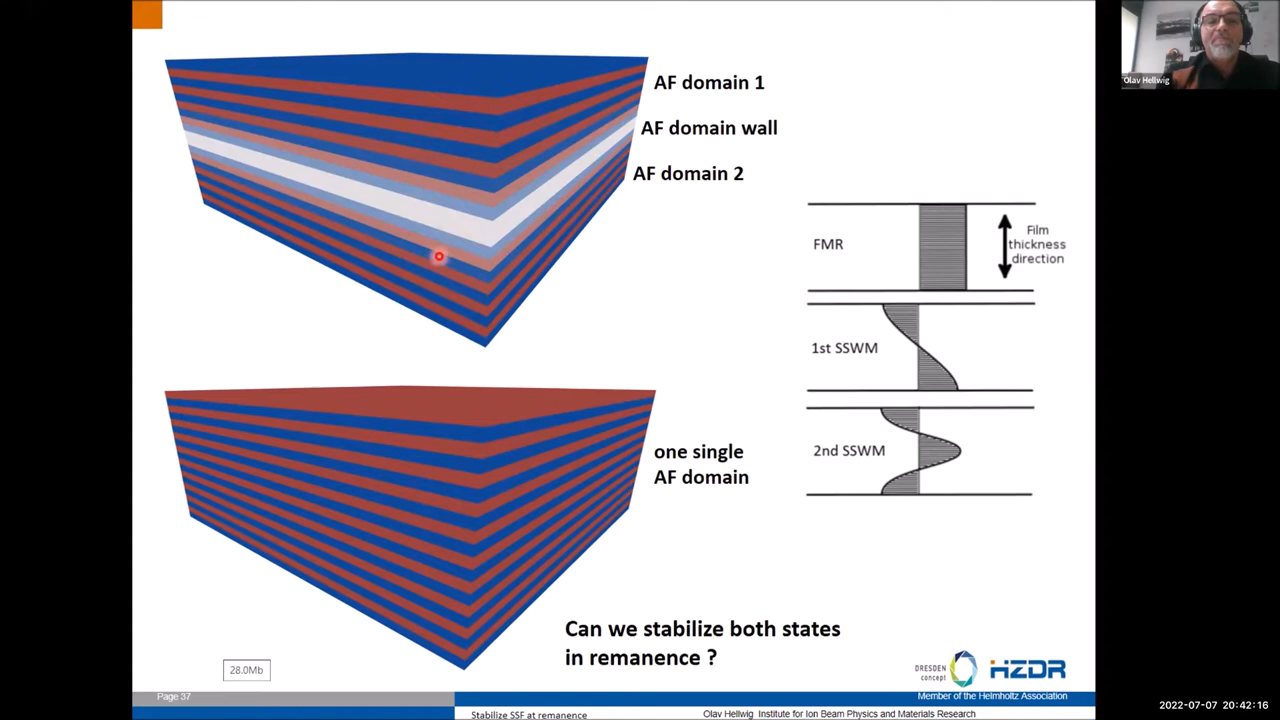 AF domain 1
AF domain wall
AF domain 2
Olav Hellwig
FMR
Film
thickness
direction
1st SSWM
2nd SSWM
one single
AF domain
Can we stabilize both states
in remanence ?
28.0Mb
DRESDEN
concept
HZDR
Page 37
Member of the Helmholtz Association
Stabilize SSF at remanence
Olav Hellwig Institute for Ion Beam Physics and Materials Research
2022-07-07 20:42:16